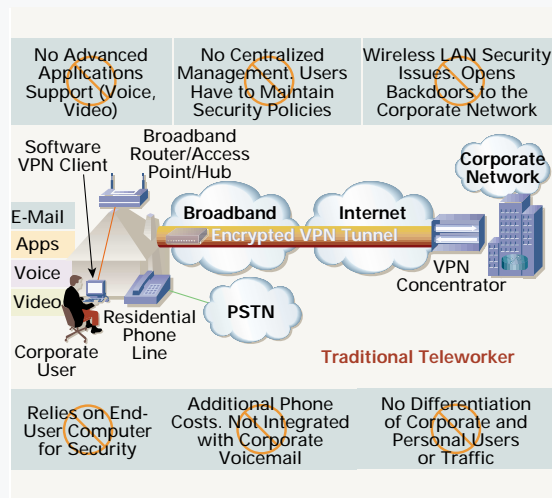 No Advanced
Applications
Support (Voice,
Video)
No Centralized
Management. Users
Have to Maintain
Security Policies
Wireless LAN Security
Issues. Opens
Backdoors to the
Corporate Network
Software
VPN Client
Broadband
Router/Access
Point/Hub
Corporate
Network
E-Mail
Apps
Voice
Video
Broadband
Internet
Encrypted VPN Tunnel
VPN
Concentrator
Residential
Phone
Line
PSTN
Corporate
User
Traditional Teleworker
Relies on End-
User Computer
for Security
Additional Phone
Costs. Not Integrated
with Corporate
Voicemail
No Differentiation
of Corporate and
Personal Users
or Traffic